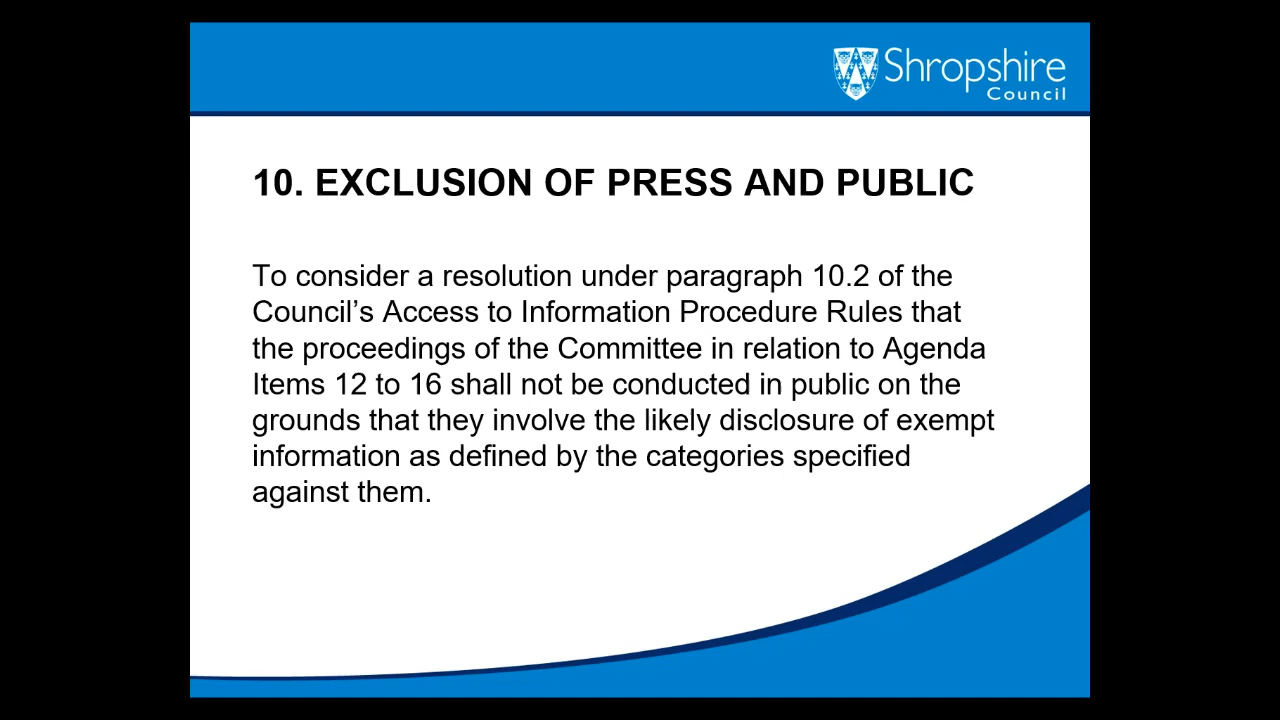 Shropshire
Council
10. EXCLUSION OF PRESS AND PUBLIC
To consider a resolution under paragraph 10.2 of the
Council’s Access to Information Procedure Rules that
the proceedings of the Committee in relation to Agenda
Items 12 to 16 shall not be conducted in public on the
grounds that they involve the likely disclosure of exempt
information as defined by the categories specified
against them.